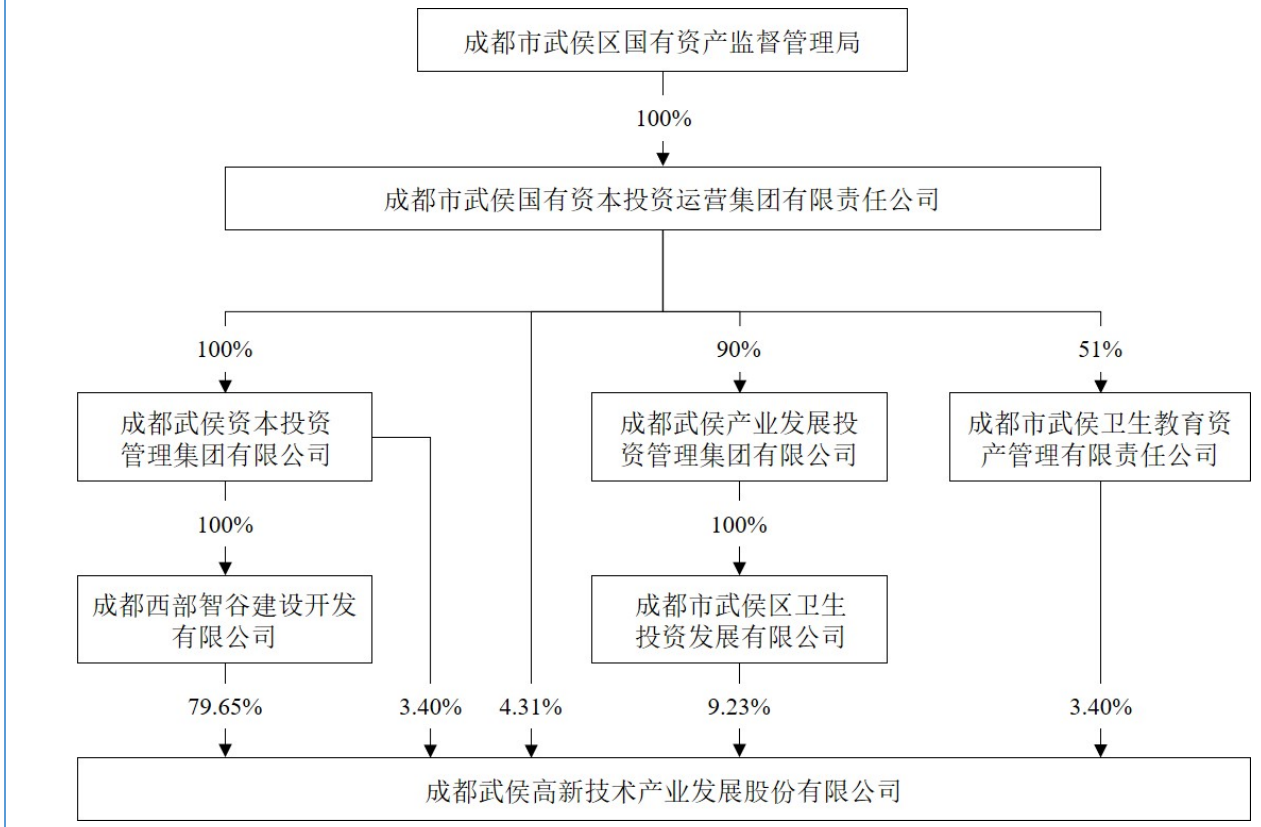 成都市武侯区国有资产监督管理局
100%
成都市武侯国有资本投资运营集团有限责任公司
100%
90%
51%
成都武侯资本投资
管理集团有限公司
成都武侯产业发展投
资管理集团有限公司
成都市武侯卫生教育资
产管理有限责任公司
100%
100%
成都西部智谷建设开发
有限公司
成都市武侯区卫生
投资发展有限公司
79.65%
3.40%
4.31%
9.23%
3.40%
成都武侯高新技术产业发展股份有限公司